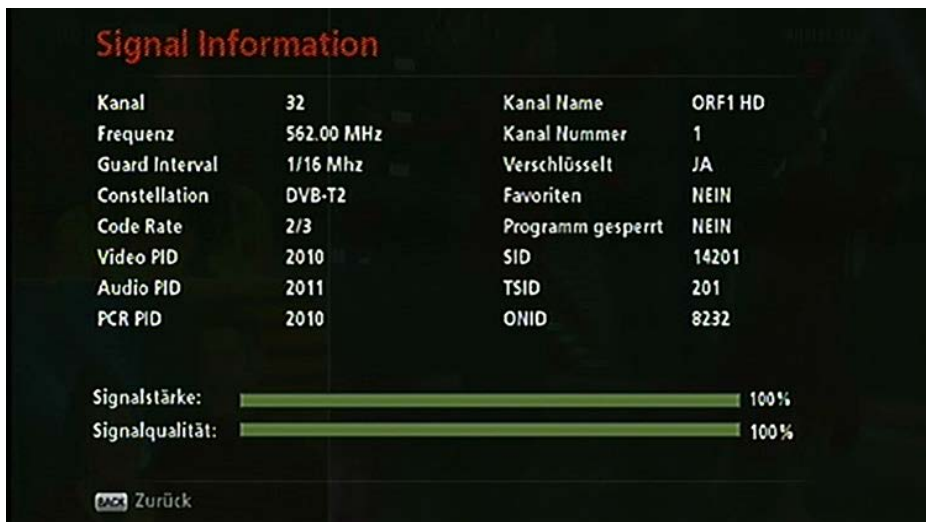 Signal Information
Kanal 32 Kanal Name ORF1 HD
Frequenz 562.00 MHz Kanal Nummer 1
Guard Interval 1/16 Mhz Verschlüsselt JA
Constellation DVB-T2 Favoriten NEIN
Code Rate 2/3 Programm gesperrt NEIN
Video PID 2010 SID 14201
Audio PID 2011 TSID 201
PCR PID 2010 ONID 8232
Signalstärke: 100%
Signalqualität: 100%
BACK Zurück